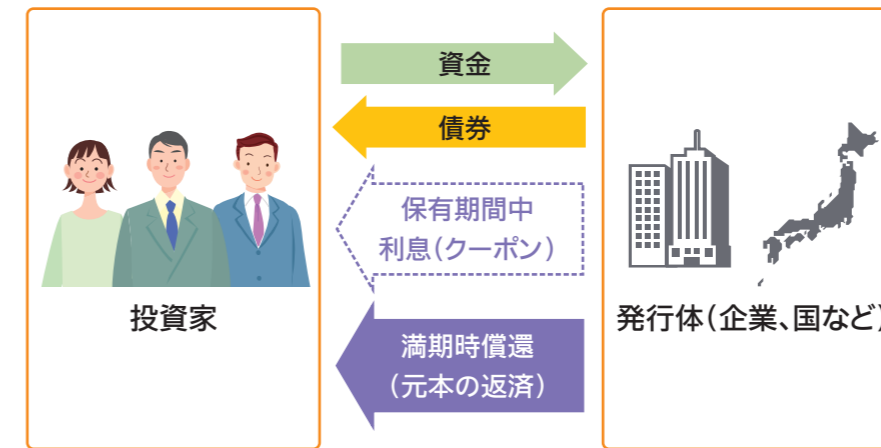 資金
債券
保有期間中
利息(クーポン)
満期時償還
(元本の返済)
投資家
発行体(企業、国など)